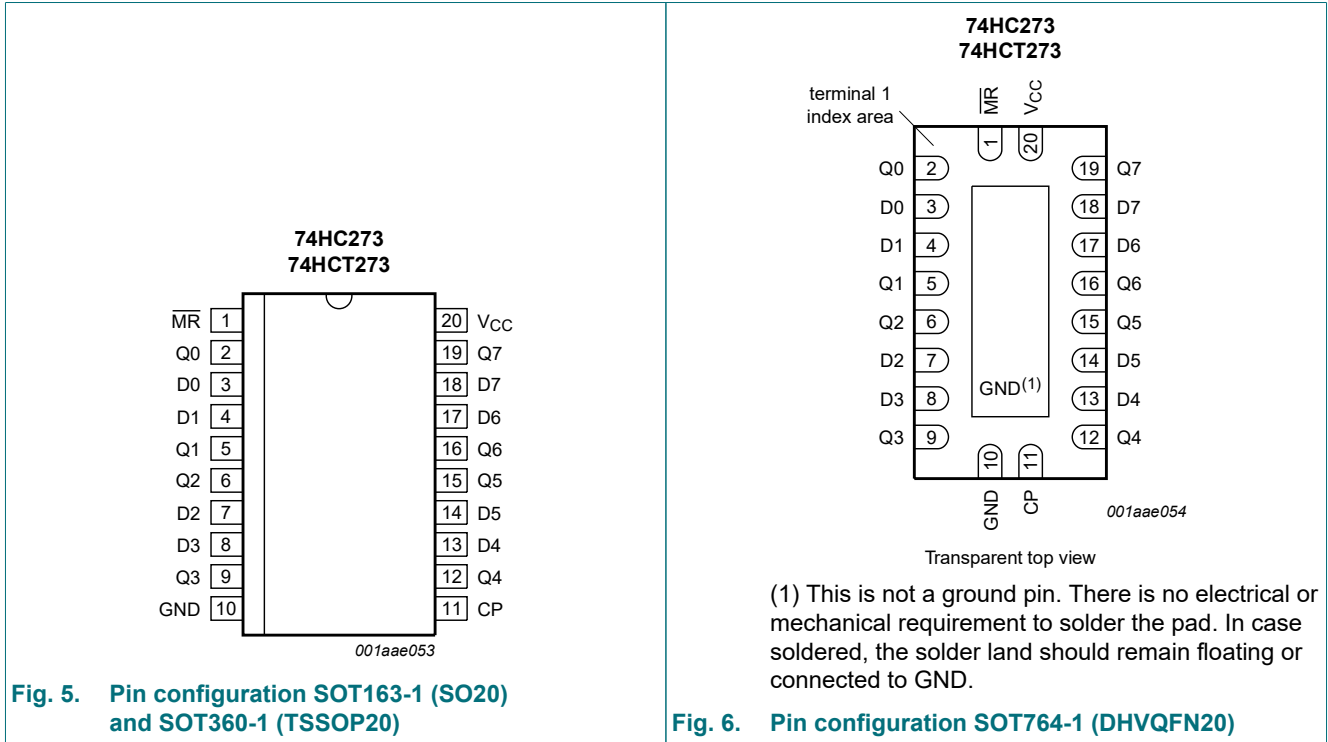 74HC273
74HCT273
M̅R̅ 1
Q0 2
D0 3
D1 4
Q1 5
Q2 6
D2 7
D3 8
Q3 9
GND 10
20 VCC
19 Q7
18 D7
17 D6
16 Q6
15 Q5
14 D5
13 D4
12 Q4
11 CP
001aae053
Fig. 5. Pin configuration SOT163-1 (SO20)
and SOT360-1 (TSSOP20)
74HC273
74HCT273
terminal 1
index area
M̅R̅
VCC
1
20
Q0 2
D0 3
D1 4
Q1 5
Q2 6
D2 7
D3 8
Q3 9
19 Q7
18 D7
17 D6
16 Q6
15 Q5
14 D5
13 D4
12 Q4
GND(1)
10
11
GND
CP
001aae054
Transparent top view
(1) This is not a ground pin. There is no electrical or
mechanical requirement to solder the pad. In case
soldered, the solder land should remain floating or
connected to GND.
Fig. 6. Pin configuration SOT764-1 (DHVQFN20)